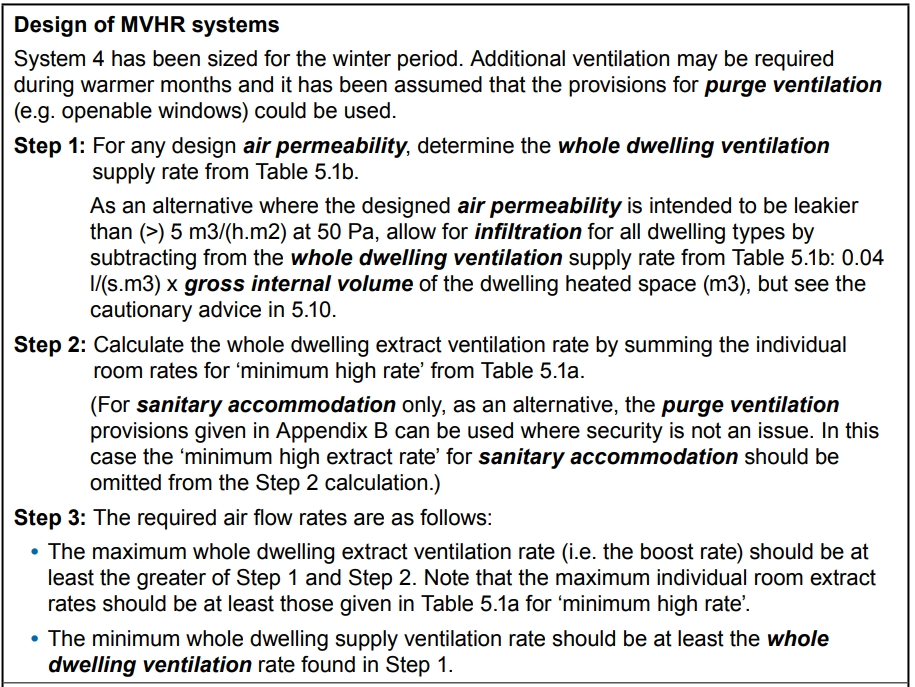 Design of MVHR systems
System 4 has been sized for the winter period. Additional ventilation may be required
during warmer months and it has been assumed that the provisions for purge ventilation
(e.g. openable windows) could be used.
Step 1: For any design air permeability, determine the whole dwelling ventilation
supply rate from Table 5.1b.
As an alternative where the designed air permeability is intended to be leakier
than (>) 5 m3/(h.m2) at 50 Pa, allow for infiltration for all dwelling types by
subtracting from the whole dwelling ventilation supply rate from Table 5.1b: 0.04
l/(s.m3) x gross internal volume of the dwelling heated space (m3), but see the
cautionary advice in 5.10.
Step 2: Calculate the whole dwelling extract ventilation rate by summing the individual
room rates for ‘minimum high rate’ from Table 5.1a.
(For sanitary accommodation only, as an alternative, the purge ventilation
provisions given in Appendix B can be used where security is not an issue. In this
case the ‘minimum high extract rate’ for sanitary accommodation should be
omitted from the Step 2 calculation.)
Step 3: The required air flow rates are as follows:
• The maximum whole dwelling extract ventilation rate (i.e. the boost rate) should be at
least the greater of Step 1 and Step 2. Note that the maximum individual room extract
rates should be at least those given in Table 5.1a for ‘minimum high rate’.
• The minimum whole dwelling supply ventilation rate should be at least the whole
dwelling ventilation rate found in Step 1.